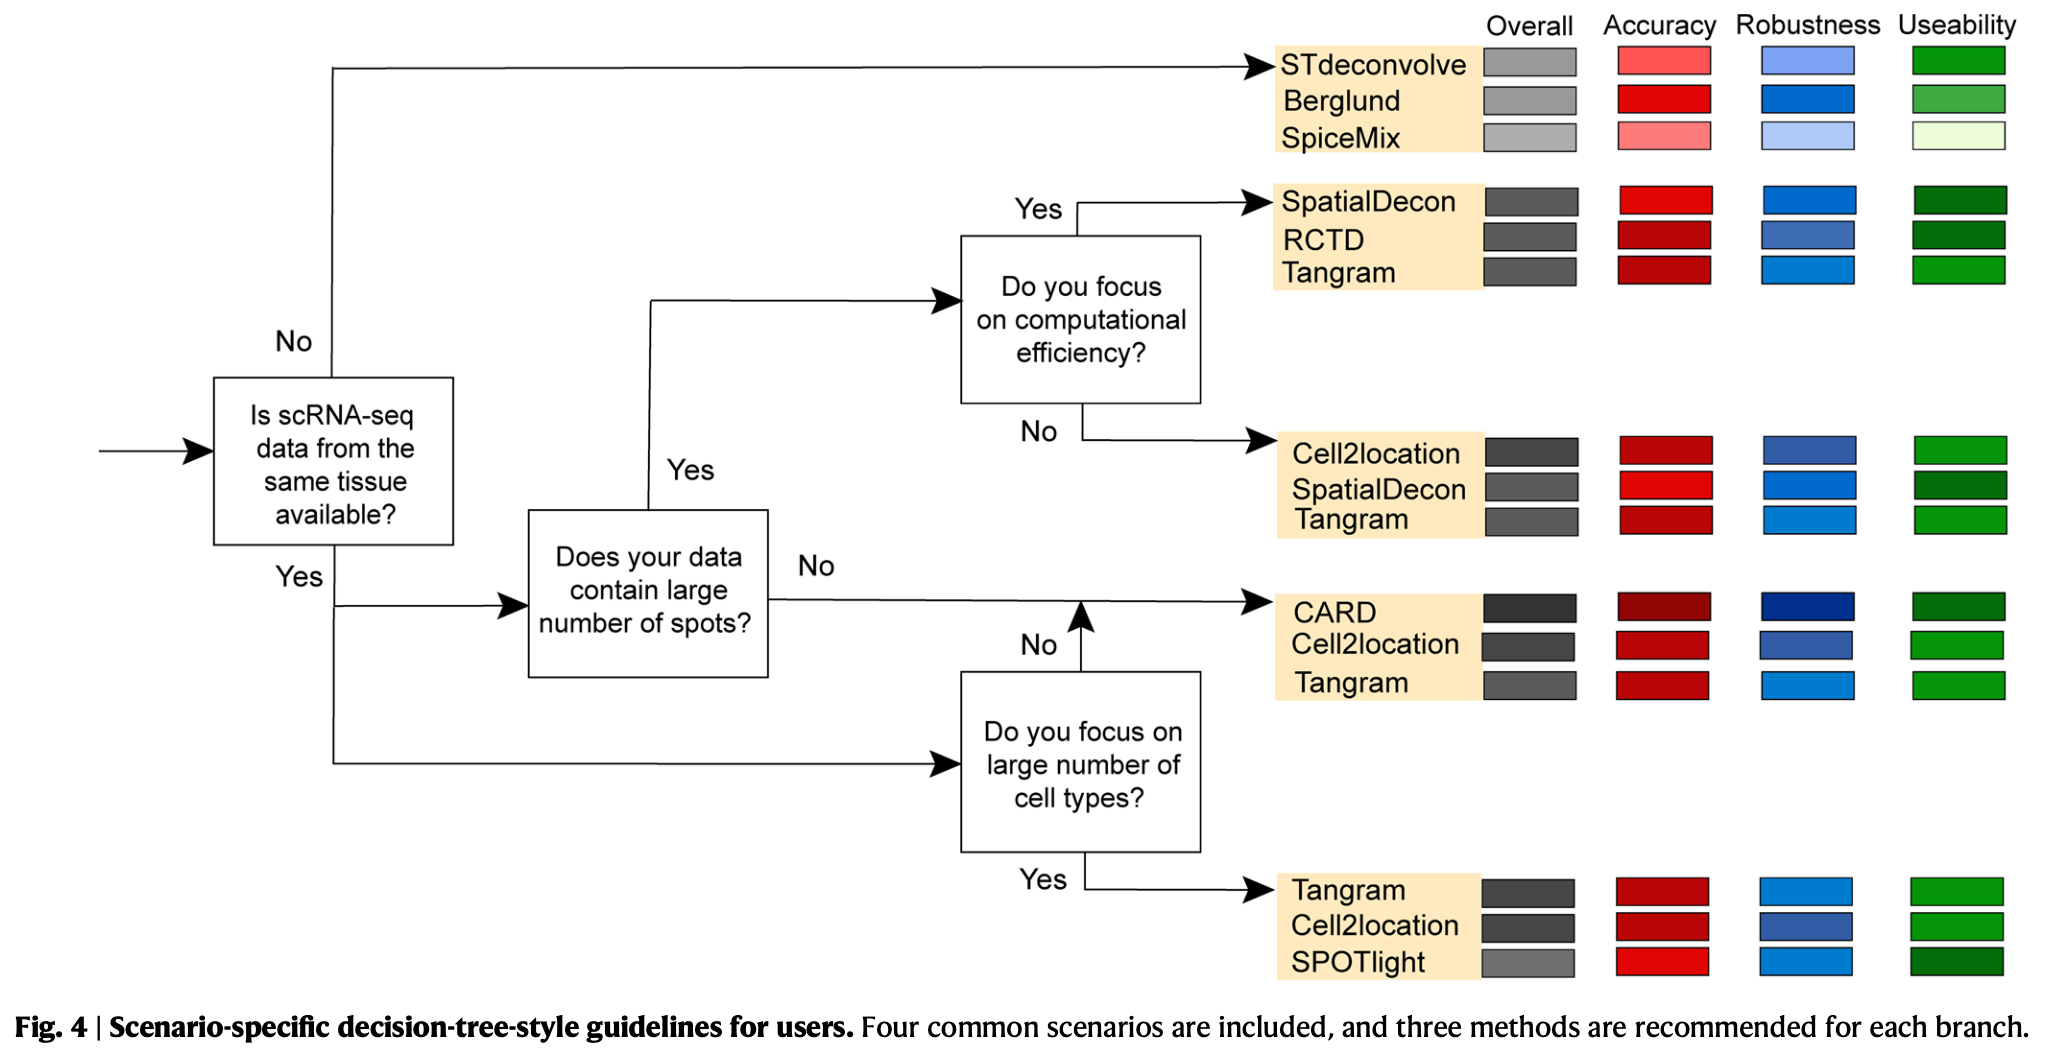 Overall Accuracy Robustness Useability
STdeconvolve
Berglund
SpiceMix
Yes
SpatialDecon
RCTD
Tangram
Do you focus
on computational
efficiency?
No
Is scRNA-seq
data from the
same tissue
available?
Yes
No
Cell2location
SpatialDecon
Tangram
Yes
Does your data
contain large
number of spots?
No
CARD
Cell2location
Tangram
No
Do you focus on
large number of
cell types?
Yes
Tangram
Cell2location
SPOTlight
Fig. 4 | Scenario-specific decision-tree-style guidelines for users. Four common scenarios are included, and three methods are recommended for each branch.